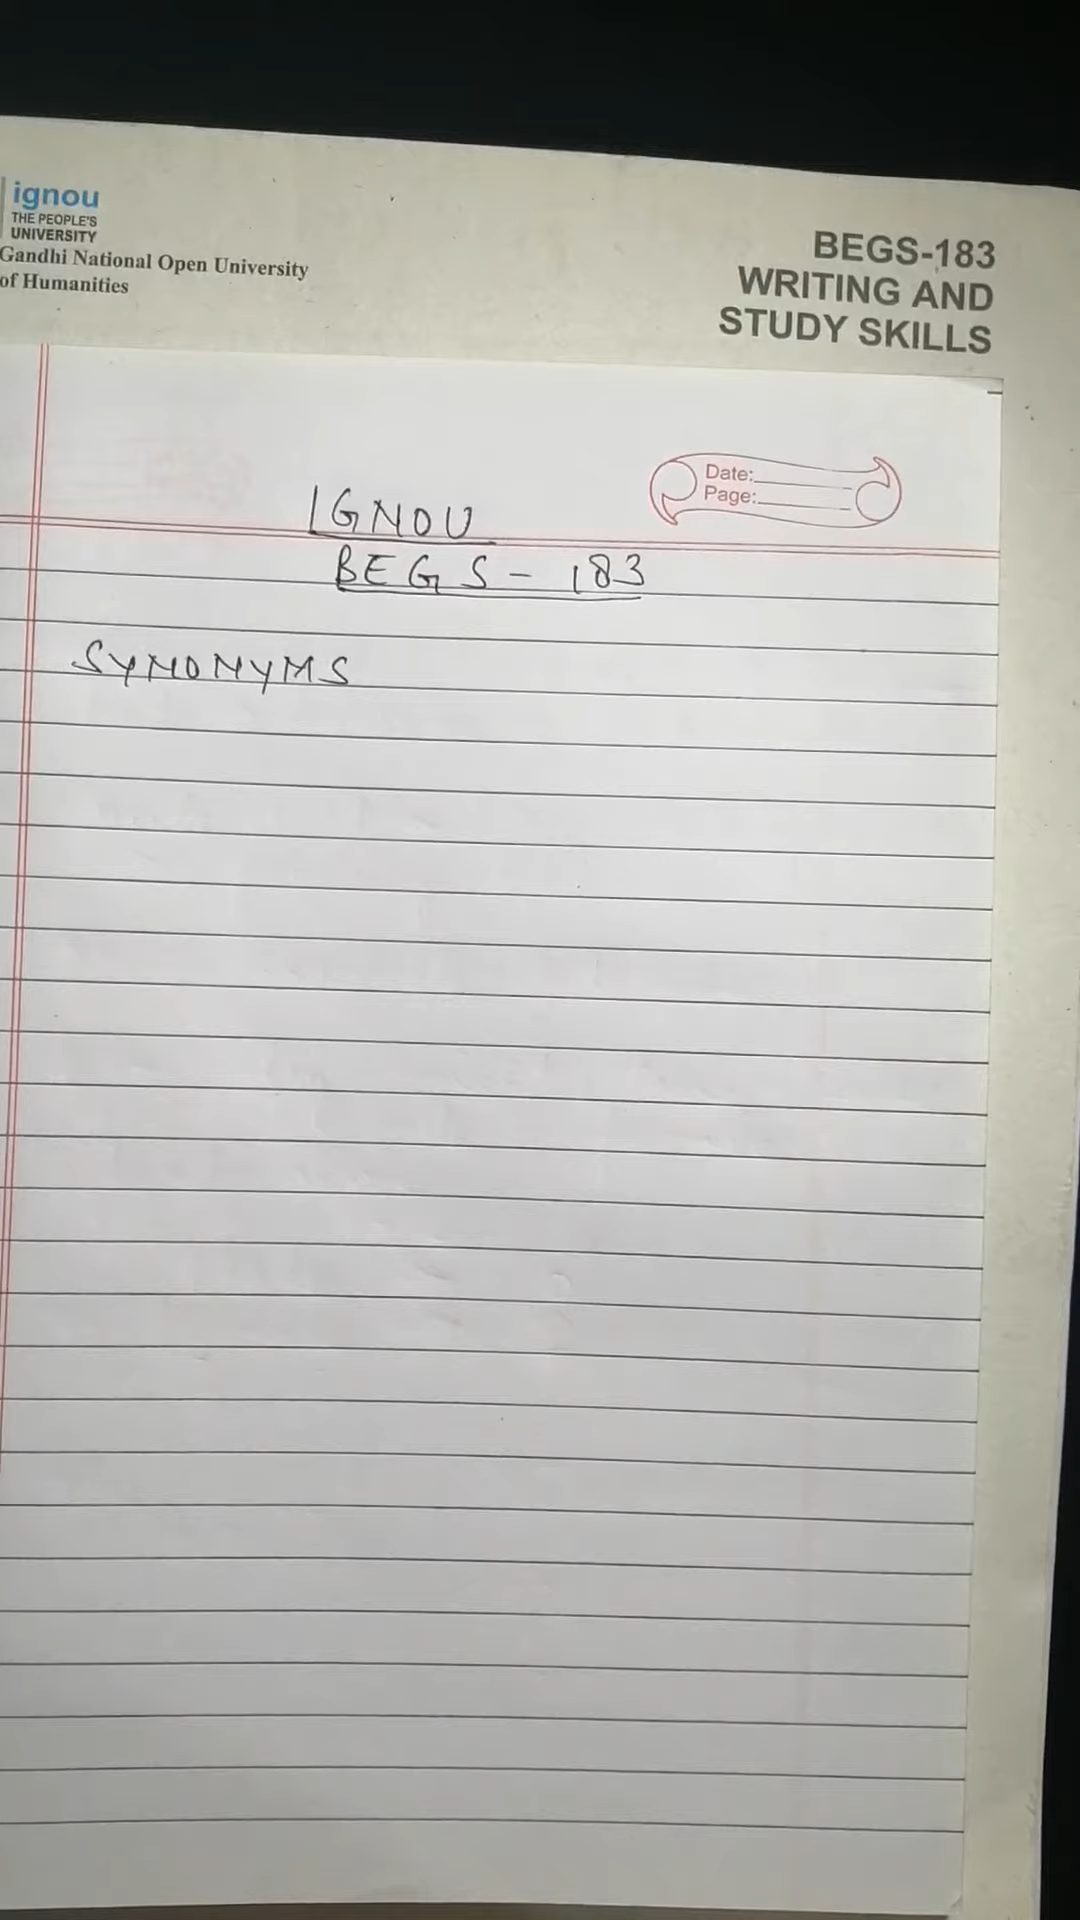 ignou
THE PEOPLE'S
UNIVERSITY
Gandhi National Open University
of Humanities
BEGS-183
WRITING AND
STUDY SKILLS
Date:
Page:
IGNOU
BEGS - 183
SYNONYMS